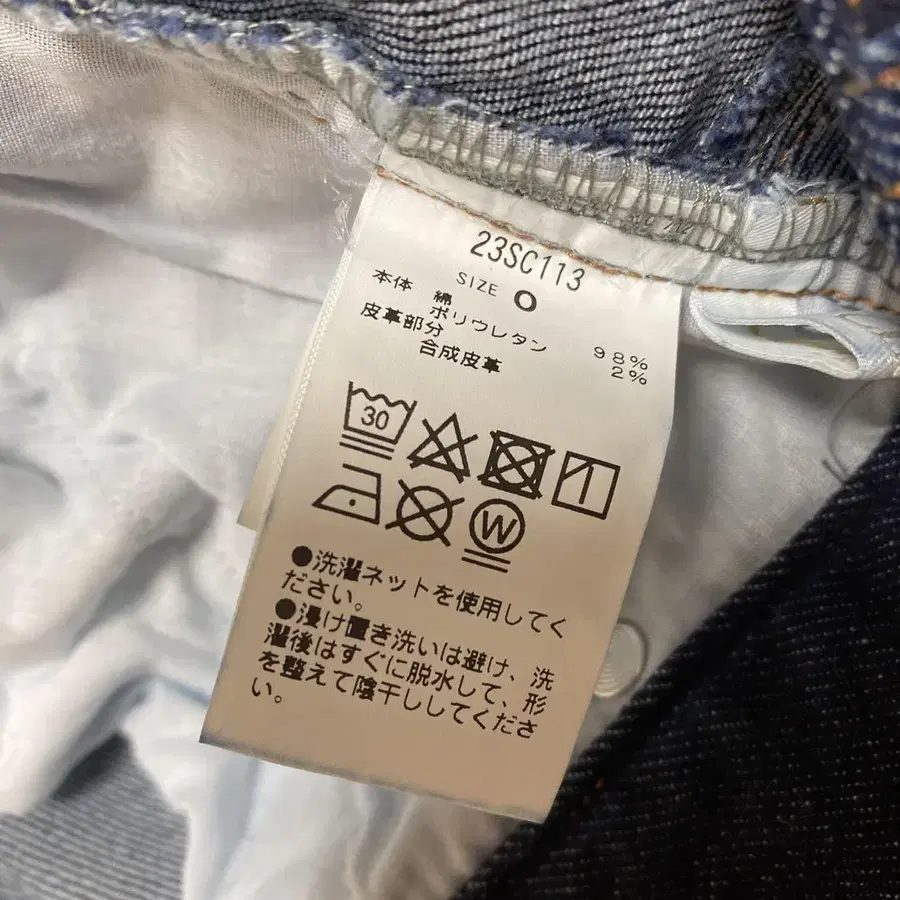 23SC113
SIZE 0
本体 綿 98%
ポリウレタン 2%
皮革部分
合成皮革
30
W
●洗濯ネットを使用してく
ださい。
●浸け置き洗いは避け、洗
濯後はすぐに脱水して、形
を整えて陰干ししてくださ
い。